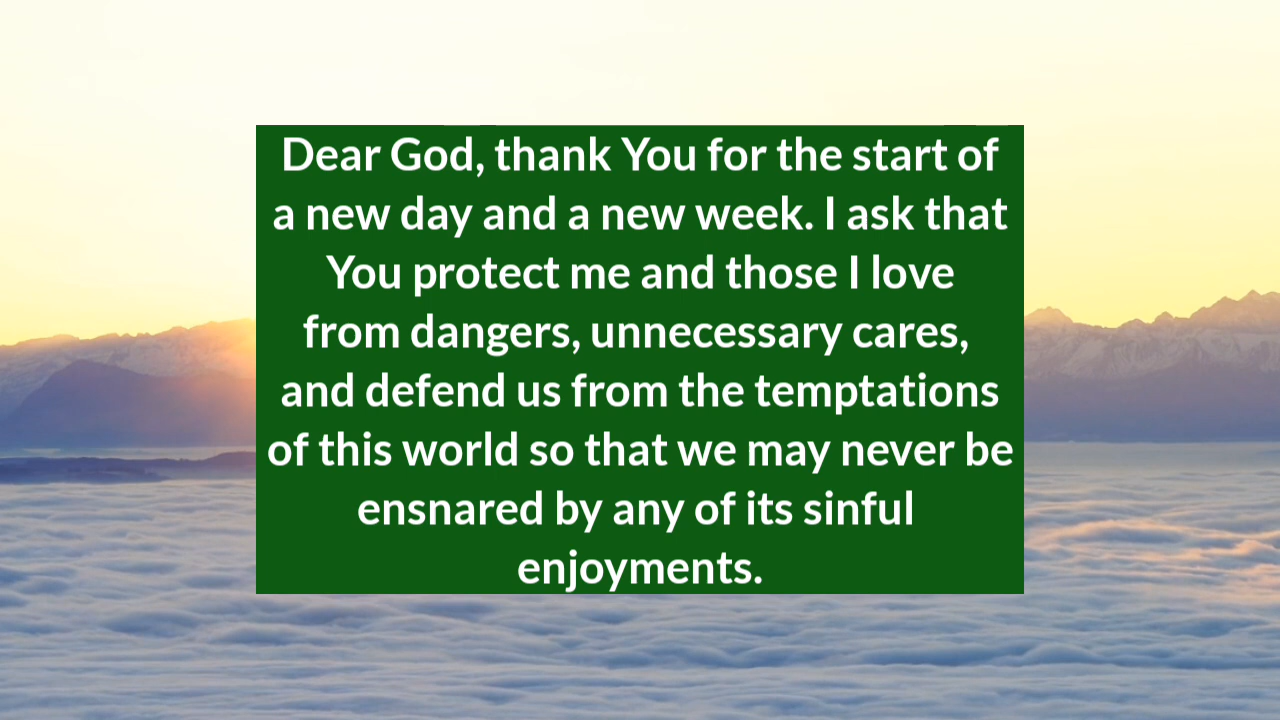 Dear God, thank You for the start of
a new day and a new week. I ask that
You protect me and those I love
from dangers, unnecessary cares,
and defend us from the temptations
of this world so that we may never be
ensnared by any of its sinful
enjoyments.